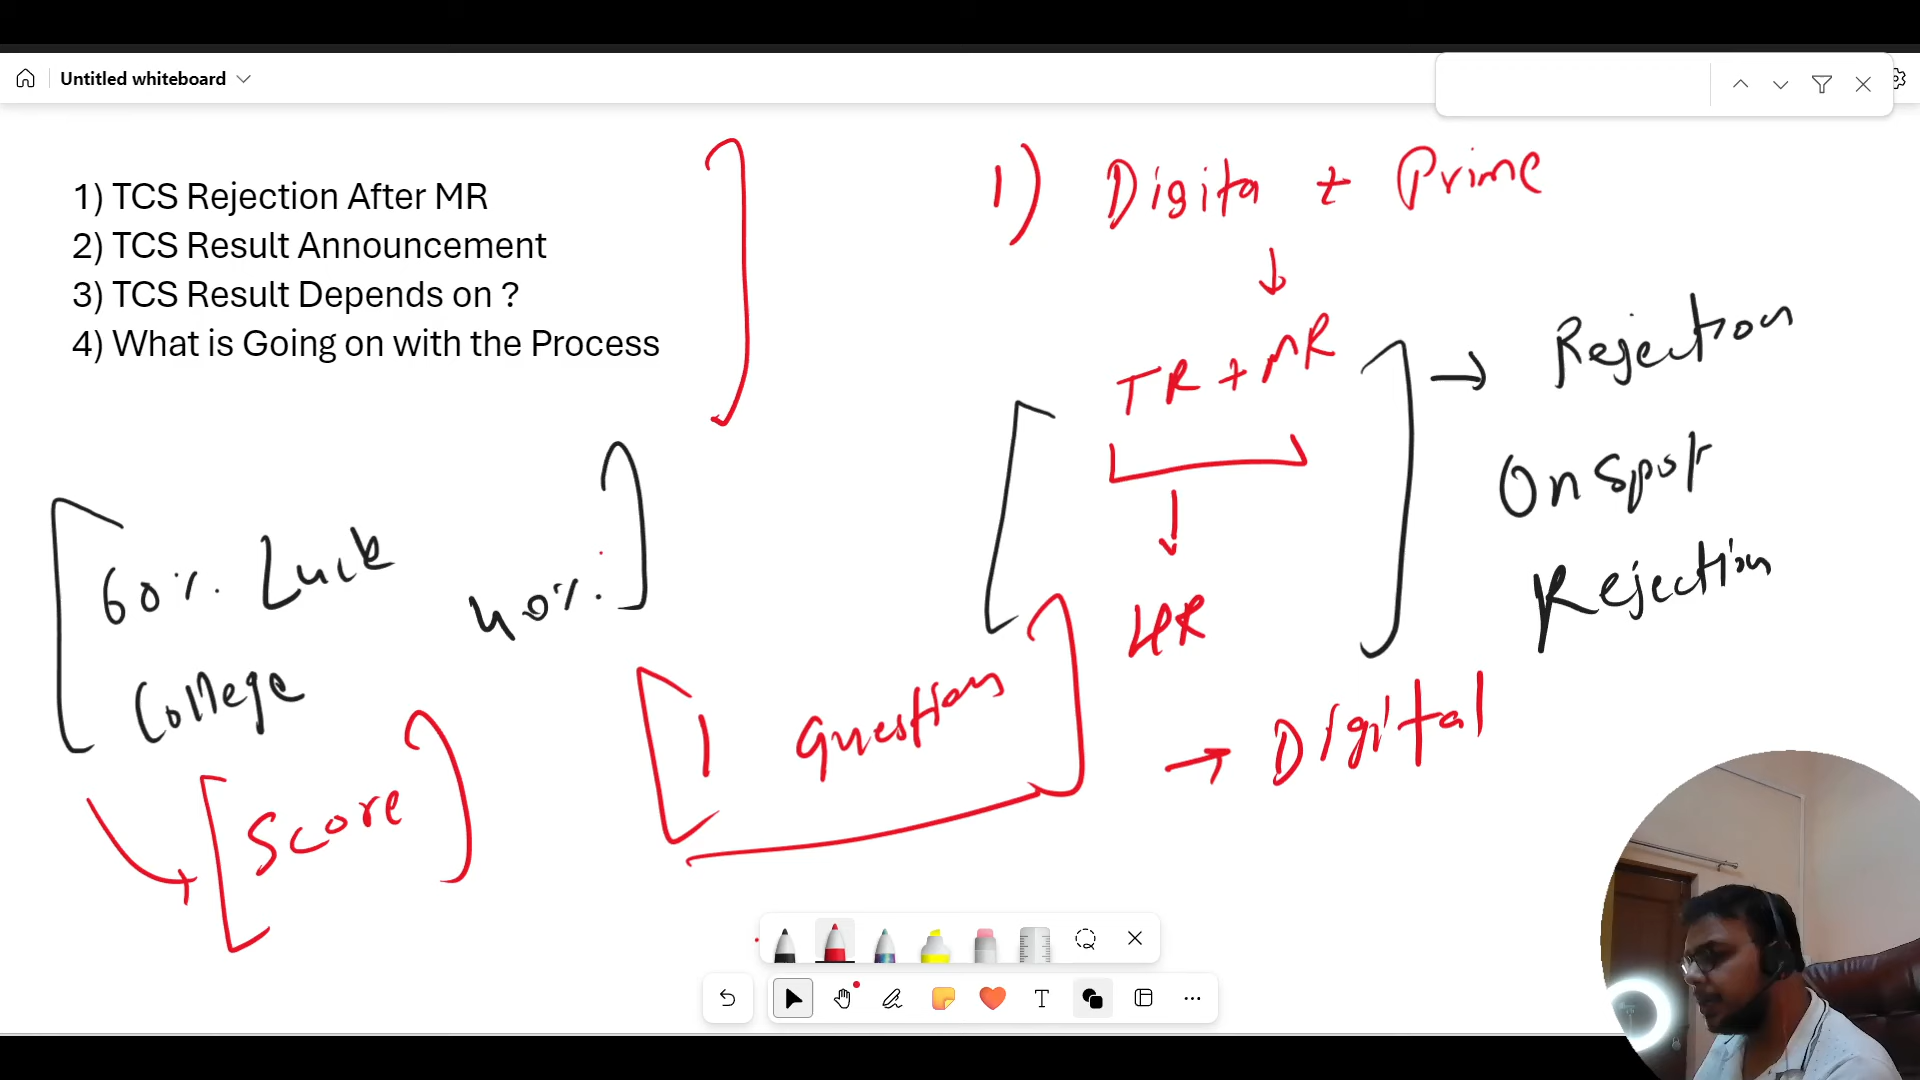 Untitled whiteboard
1) TCS Rejection After MR
2) TCS Result Announcement
3) TCS Result Depends on ?
4) What is Going on with the Process
1) Digita + Prime
TR + MR
HR
Rejection
On Spot
Rejection
60% Luck 40%
College
Score
1 Question
→ Digital
T